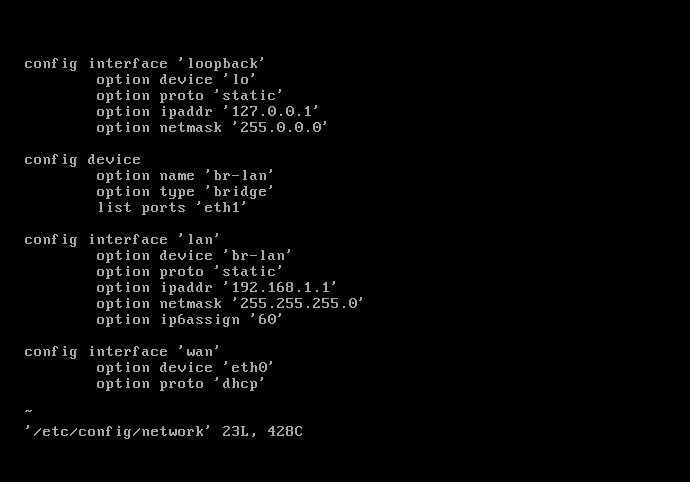 config interface 'loopback'
        option device 'lo'
        option proto 'static'
        option ipaddr '127.0.0.1'
        option netmask '255.0.0.0'

config device
        option name 'br-lan'
        option type 'bridge'
        list ports 'eth1'

config interface 'lan'
        option device 'br-lan'
        option proto 'static'
        option ipaddr '192.168.1.1'
        option netmask '255.255.255.0'
        option ip6assign '60'

config interface 'wan'
        option device 'eth0'
        option proto 'dhcp'

~
'/etc/config/network' 23L, 428C